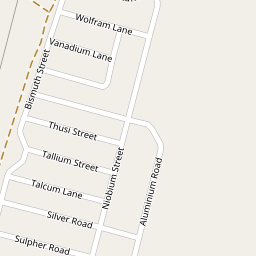 Wolfram Lane
Vanadium Lane
Bismuth Street
Thusi Street
Tallium Street
Niobium Street
Aluminium Road
Talcum Lane
Silver Road
Sulpher Road